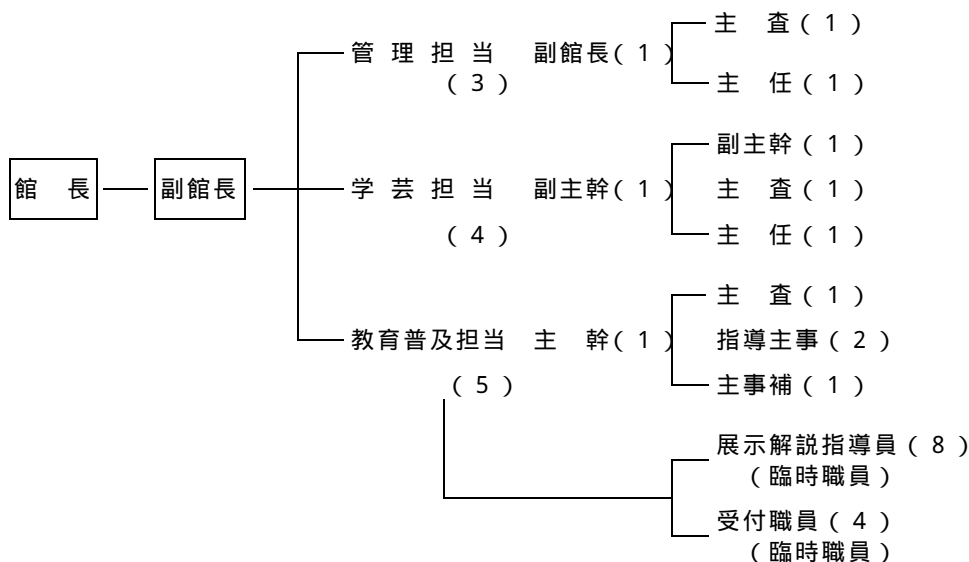 館　長
副館長
管 理 担 当　副館長( 1 )
( 3 )
主　査 ( 1 )
主　任 ( 1 )
学 芸 担 当　副主幹( 1 )
( 4 )
副主幹 ( 1 )
主　査 ( 1 )
主　任 ( 1 )
教育普及担当　主　幹( 1 )
( 5 )
主　査 ( 1 )
指導主事 ( 2 )
主事補 ( 1 )
展示解説指導員 ( 8 )
( 臨時職員 )
受付職員 ( 4 )
( 臨時職員 )